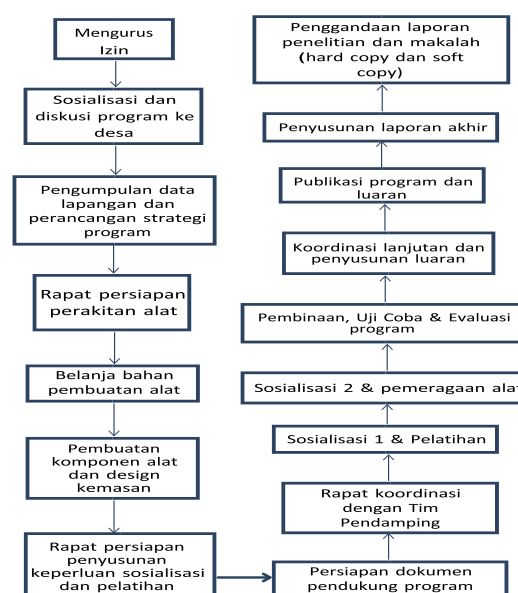 Mengurus
Izin
Sosialisasi dan
diskusi program ke
desa
Pengumpulan data
lapangan dan
perancangan strategi
program
Rapat persiapan
perakitan alat
Belanja bahan
pembuatan alat
Pembuatan
komponen alat
dan design
kemasan
Rapat persiapan
penyusunan
keperluan sosialisasi
dan pelatihan
Persiapan dokumen
pendukung program
Rapat koordinasi
dengan Tim
Pendamping
Sosialisasi 1 & Pelatihan
Sosialisasi 2 & pemeragaan alat
Pembinaan, Uji Coba & Evaluasi
program
Koordinasi lanjutan dan
penyusunan luaran
Publikasi program dan
luaran
Penyusunan laporan akhir
Penggandaan laporan
penelitian dan makalah
(hard copy dan soft
copy)